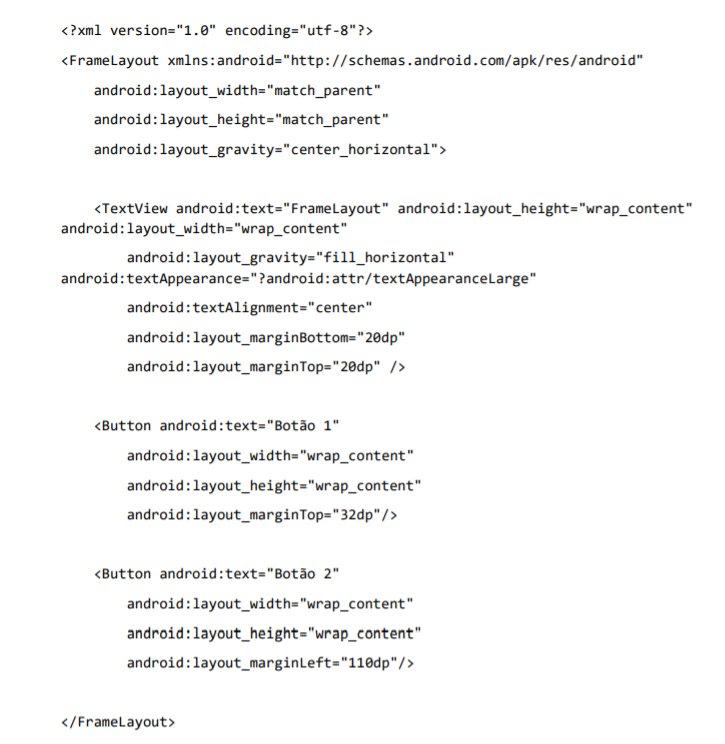 <?xml version="1.0" encoding="utf-8"?>
<FrameLayout xmlns:android="http://schemas.android.com/apk/res/android"
android:layout_width="match_parent"
android:layout_height="match_parent"
android:layout_gravity="center_horizontal">
<TextView android:text="FrameLayout" android:layout_height="wrap_content"
android:layout_width="wrap_content"
android:layout_gravity="fill_horizontal"
android:textAppearance="?android:attr/textAppearanceLarge"
android:textAlignment="center"
android:layout_marginBottom="20dp"
android:layout_marginTop="20dp" />
<Button android:text="Botão 1"
android:layout_width="wrap_content"
android:layout_height="wrap_content"
android:layout_marginTop="32dp"/>
<Button android:text="Botão 2"
android:layout_width="wrap_content"
android:layout_height="wrap_content"
android:layout_marginLeft="110dp"/>
</FrameLayout>